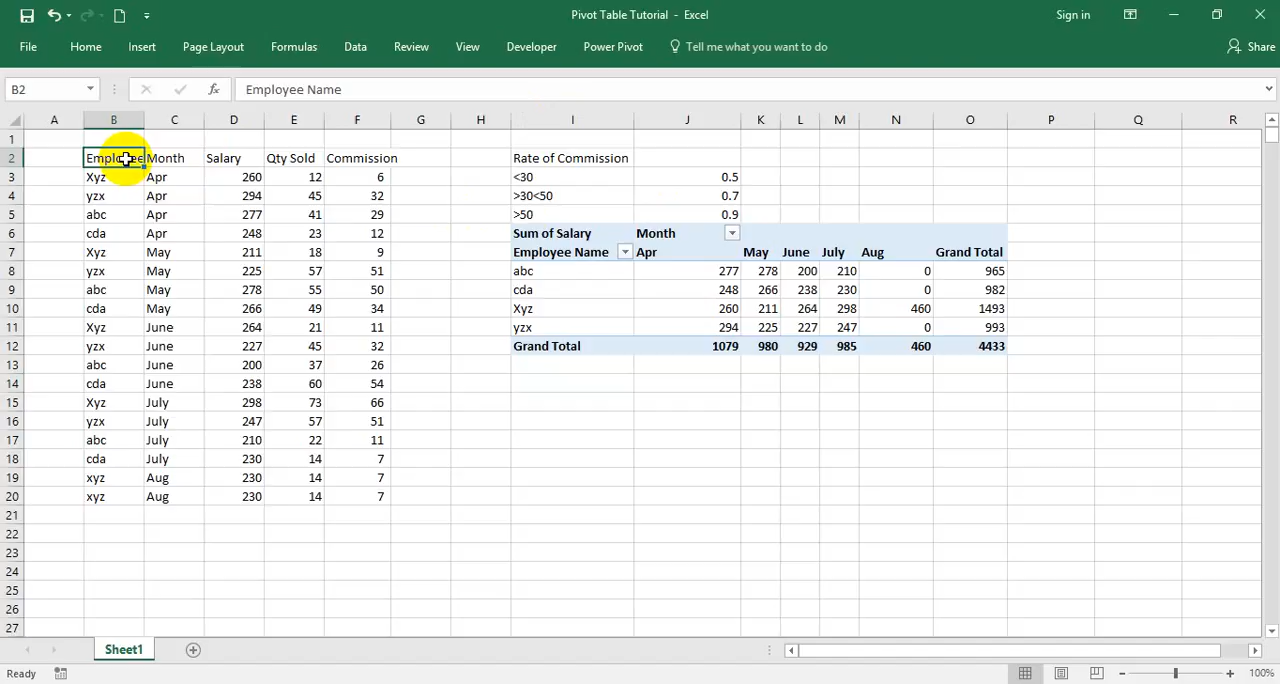 Pivot Table Tutorial - Excel
Sign in
File Home Insert Page Layout Formulas Data Review View Developer Power Pivot Tell me what you want to do Share
B2 fx Employee Name
A B C D E F G H I J K L M N O P Q R
1
2 Employee Month Salary Qty Sold Commission Rate of Commission
3 Xyz Apr 260 12 6 <30 0.5
4 yzx Apr 294 45 32 >30<50 0.7
5 abc Apr 277 41 29 >50 0.9
6 cda Apr 248 23 12 Sum of Salary Month
7 Xyz May 211 18 9 Employee Name Apr May June July Aug Grand Total
8 yzx May 225 57 51 abc 277 278 200 210 0 965
9 abc May 278 55 50 cda 248 266 238 230 0 982
10 cda May 266 49 34 Xyz 260 211 264 298 460 1493
11 Xyz June 264 21 11 yzx 294 225 227 247 0 993
12 yzx June 227 45 32 Grand Total 1079 980 929 985 460 4433
13 abc June 200 37 26
14 cda June 238 60 54
15 Xyz July 298 73 66
16 yzx July 247 57 51
17 abc July 210 22 11
18 cda July 230 14 7
19 xyz Aug 230 14 7
20 xyz Aug 230 14 7
21
22
23
24
25
26
27
Sheet1
Ready 100%